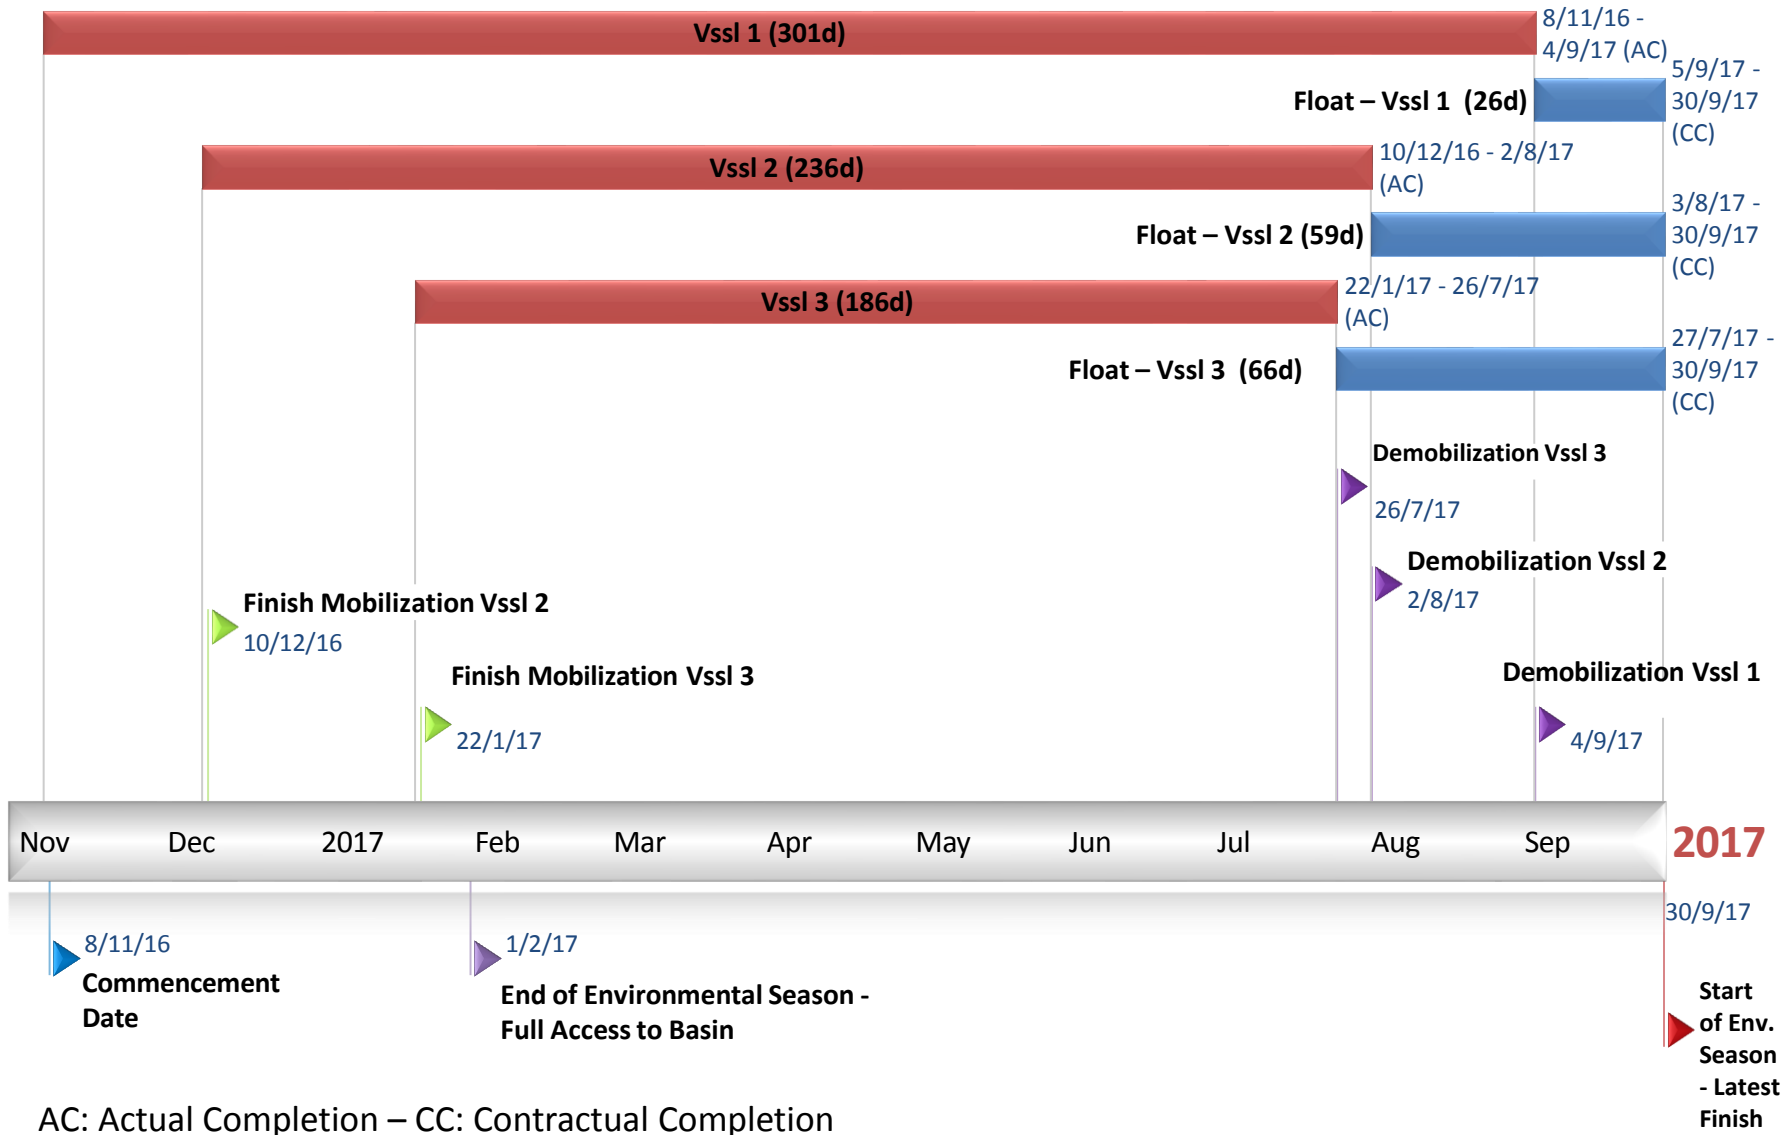 Vssl 1 (301d)
8/11/16 -
4/9/17 (AC)
Float – Vssl 1  (26d)
5/9/17 -
30/9/17
(CC)
Vssl 2 (236d)
10/12/16 - 2/8/17
(AC)
Float – Vssl 2 (59d)
3/8/17 -
30/9/17
(CC)
Vssl 3 (186d)
22/1/17 - 26/7/17
(AC)
Float – Vssl 3  (66d)
27/7/17 -
30/9/17
(CC)
Demobilization Vssl 3
26/7/17
Demobilization Vssl 2
2/8/17
Finish Mobilization Vssl 2
10/12/16
Finish Mobilization Vssl 3
22/1/17
Demobilization Vssl 1
4/9/17
Nov Dec 2017 Feb Mar Apr May Jun Jul Aug Sep 2017
30/9/17
8/11/16
Commencement
Date
1/2/17
End of Environmental Season -
Full Access to Basin
Start
of Env.
Season
- Latest
Finish
AC: Actual Completion – CC: Contractual Completion